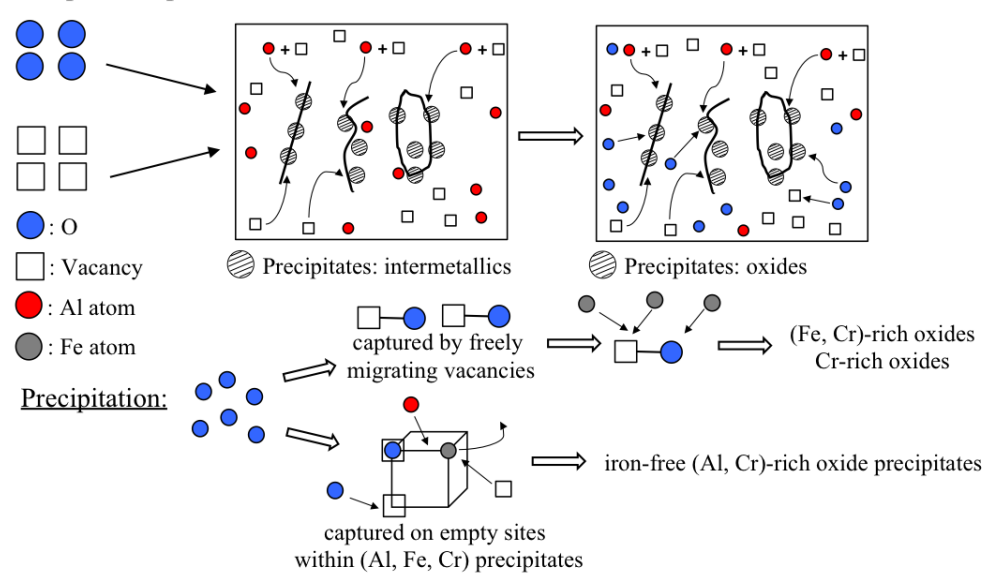 +
+
+
+
+
+
: O
: Vacancy
: Al atom
: Fe atom
Precipitates: intermetallics
Precipitates: oxides
Precipitation:
captured by freely
migrating vacancies
(Fe, Cr)-rich oxides
Cr-rich oxides
iron-free (Al, Cr)-rich oxide precipitates
captured on empty sites
within (Al, Fe, Cr) precipitates